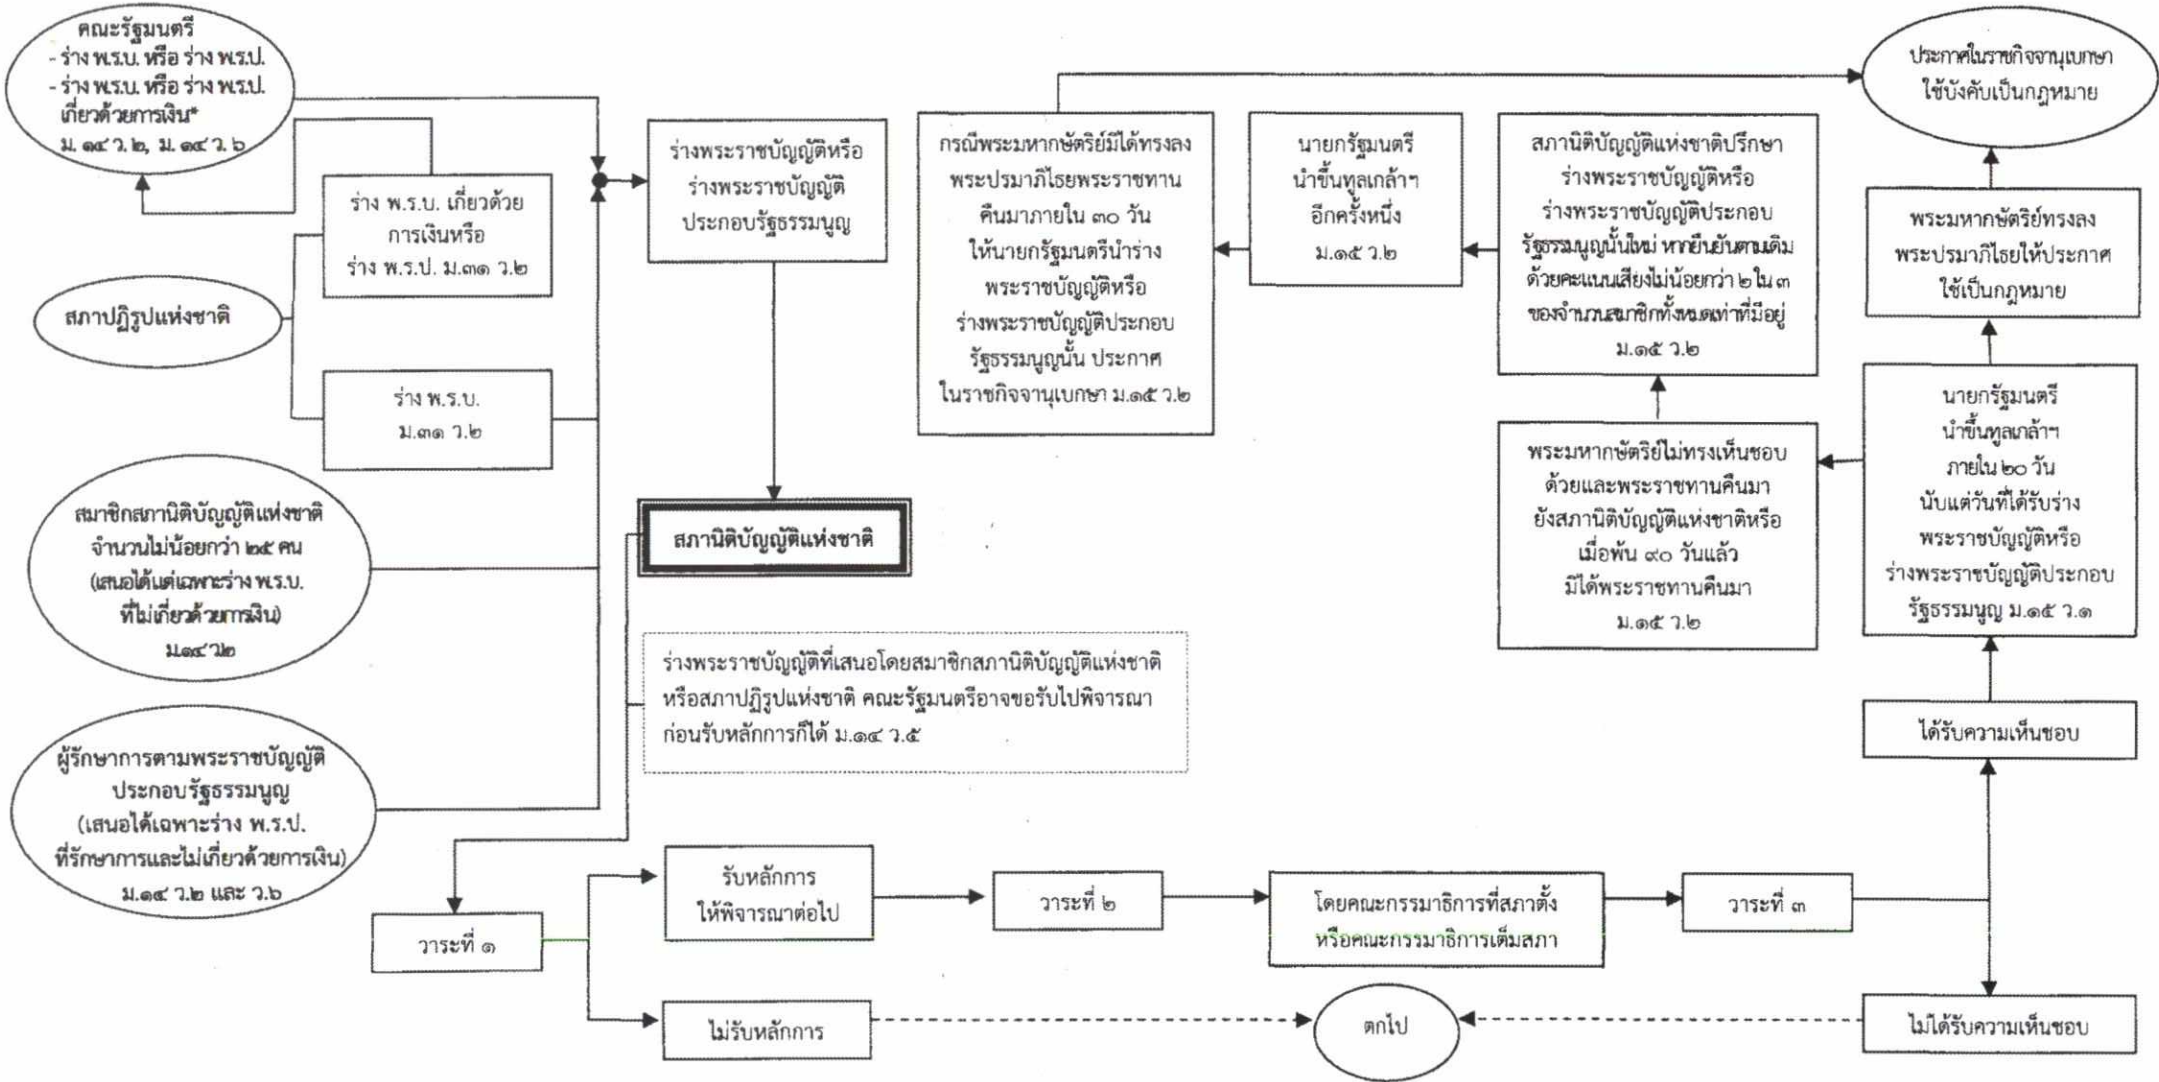 คณะรัฐมนตรี
- ร่าง พ.ร.บ. หรือ ร่าง พ.ร.ป.
- ร่าง พ.ร.บ. หรือ ร่าง พ.ร.ป.
เกี่ยวด้วยการเงิน*
ม. ๑๔ ว. ๒, ม. ๑๔ ว. ๖
ร่าง พ.ร.บ. เกี่ยวด้วย
การเงินหรือ
ร่าง พ.ร.ป. ม.๓๑ ว.๒
สภาปฏิรูปแห่งชาติ
ร่าง พ.ร.บ.
ม.๓๑ ว.๒
สมาชิกสภานิติบัญญัติแห่งชาติ
จำนวนไม่น้อยกว่า ๒๕ คน
(เสนอได้แต่เฉพาะร่าง พ.ร.บ.
ที่ไม่เกี่ยวด้วยการเงิน)
ม.๑๔ ว.๒
ผู้รักษาการตามพระราชบัญญัติ
ประกอบรัฐธรรมนูญ
(เสนอได้เฉพาะร่าง พ.ร.ป.
ที่รักษาการและไม่เกี่ยวด้วยการเงิน)
ม.๑๔ ว.๒ และ ว.๖
ร่างพระราชบัญญัติหรือ
ร่างพระราชบัญญัติ
ประกอบรัฐธรรมนูญ
สภานิติบัญญัติแห่งชาติ
ร่างพระราชบัญญัติที่เสนอโดยสมาชิกสภานิติบัญญัติแห่งชาติ
หรือสภาปฏิรูปแห่งชาติ คณะรัฐมนตรีอาจขอรับไปพิจารณา
ก่อนรับหลักการก็ได้ ม.๑๔ ว.๕
วาระที่ ๑
รับหลักการ
ให้พิจารณาต่อไป
ไม่รับหลักการ
วาระที่ ๒
โดยคณะกรรมาธิการที่สภาตั้ง
หรือคณะกรรมาธิการเต็มสภา
วาระที่ ๓
ตกไป
ได้รับความเห็นชอบ
ไม่ได้รับความเห็นชอบ
นายกรัฐมนตรี
นำขึ้นทูลเกล้าฯ
ภายใน ๒๐ วัน
นับแต่วันที่ได้รับร่าง
พระราชบัญญัติหรือ
ร่างพระราชบัญญัติประกอบ
รัฐธรรมนูญ ม.๑๕ ว.๑
พระมหากษัตริย์ทรงลง
พระปรมาภิไธยให้ประกาศ
ใช้เป็นกฎหมาย
ประกาศในราชกิจจานุเบกษา
ใช้บังคับเป็นกฎหมาย
พระมหากษัตริย์ไม่ทรงเห็นชอบ
ด้วยและพระราชทานคืนมา
ยังสภานิติบัญญัติแห่งชาติหรือ
เมื่อพ้น ๙๐ วันแล้ว
มิได้พระราชทานคืนมา
ม.๑๕ ว.๒
สภานิติบัญญัติแห่งชาติปรึกษา
ร่างพระราชบัญญัติหรือ
ร่างพระราชบัญญัติประกอบ
รัฐธรรมนูญนั้นใหม่ หากยืนยันตามเดิม
ด้วยคะแนนเสียงไม่น้อยกว่า ๒ ใน ๓
ของจำนวนสมาชิกทั้งหมดเท่าที่มีอยู่
ม.๑๕ ว.๒
นายกรัฐมนตรี
นำขึ้นทูลเกล้าฯ
อีกครั้งหนึ่ง
ม.๑๕ ว.๒
กรณีพระมหากษัตริย์มิได้ทรงลง
พระปรมาภิไธยพระราชทาน
คืนมาภายใน ๓๐ วัน
ให้นายกรัฐมนตรีนำร่าง
พระราชบัญญัติหรือ
ร่างพระราชบัญญัติประกอบ
รัฐธรรมนูญนั้น ประกาศ
ในราชกิจจานุเบกษา ม.๑๕ ว.๒